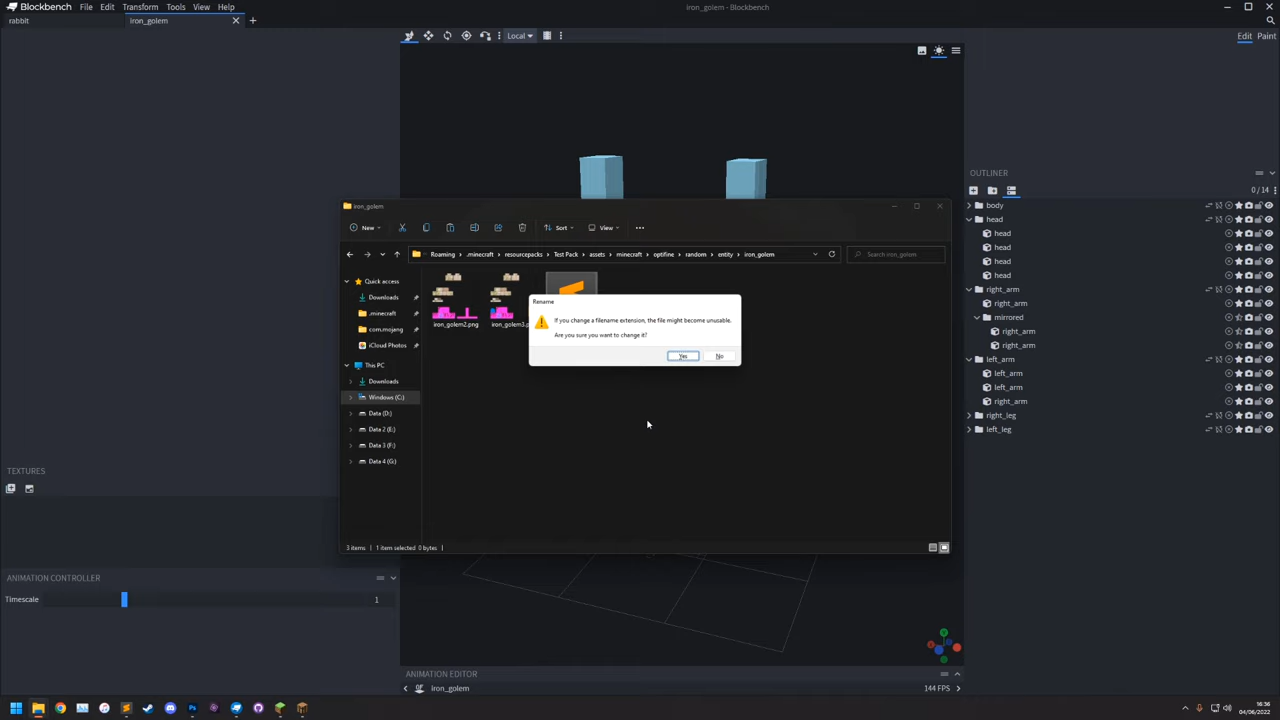 Blockbench File Edit Transform Tools View Help
iron_golem - Blockbench
rabbit
iron_golem
Local
Edit Paint
OUTLINER
0 / 14
body
head
head
head
head
head
right_arm
right_arm
mirrored
right_arm
right_arm
left_arm
left_arm
left_arm
right_arm
right_leg
left_leg
iron_golem
New
Sort
View
Roaming
.minecraft
resourcepacks
Test Pack
assets
minecraft
optifine
random
entity
iron_golem
Search iron_golem
Quick access
Downloads
.minecraft
com.mojang
iCloud Photos
This PC
Downloads
Windows (C:)
Data (D:)
Data 2 (E:)
Data 3 (F:)
Data 4 (G:)
iron_golem2.png
iron_golem3.p
Rename
If you change a filename extension, the file might become unusable.
Are you sure you want to change it?
Yes
No
3 items
1 item selected 0 bytes
TEXTURES
ANIMATION CONTROLLER
Timescale
1
ANIMATION EDITOR
iron_golem
144 FPS
16:36
04/06/2022